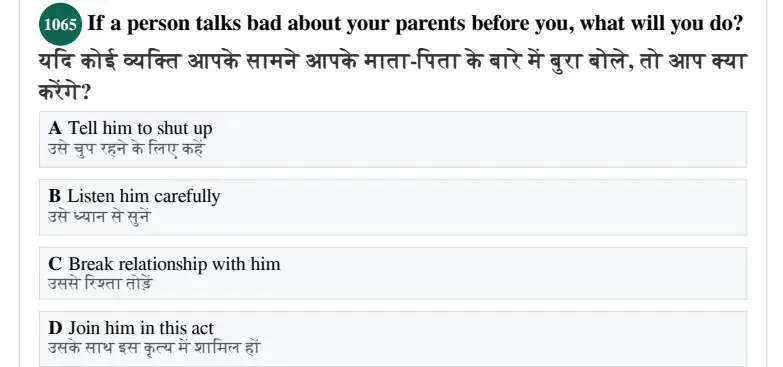 1065 If a person talks bad about your parents before you, what will you do?
यदि कोई व्यक्ति आपके सामने आपके माता-पिता के बारे में बुरा बोले, तो आप क्या
करेंगे?
A Tell him to shut up
उसे चुप रहने के लिए कहें
B Listen him carefully
उसे ध्यान से सुनें
C Break relationship with him
उससे रिश्ता तोड़ें
D Join him in this act
उसके साथ इस कृत्य में शामिल हों